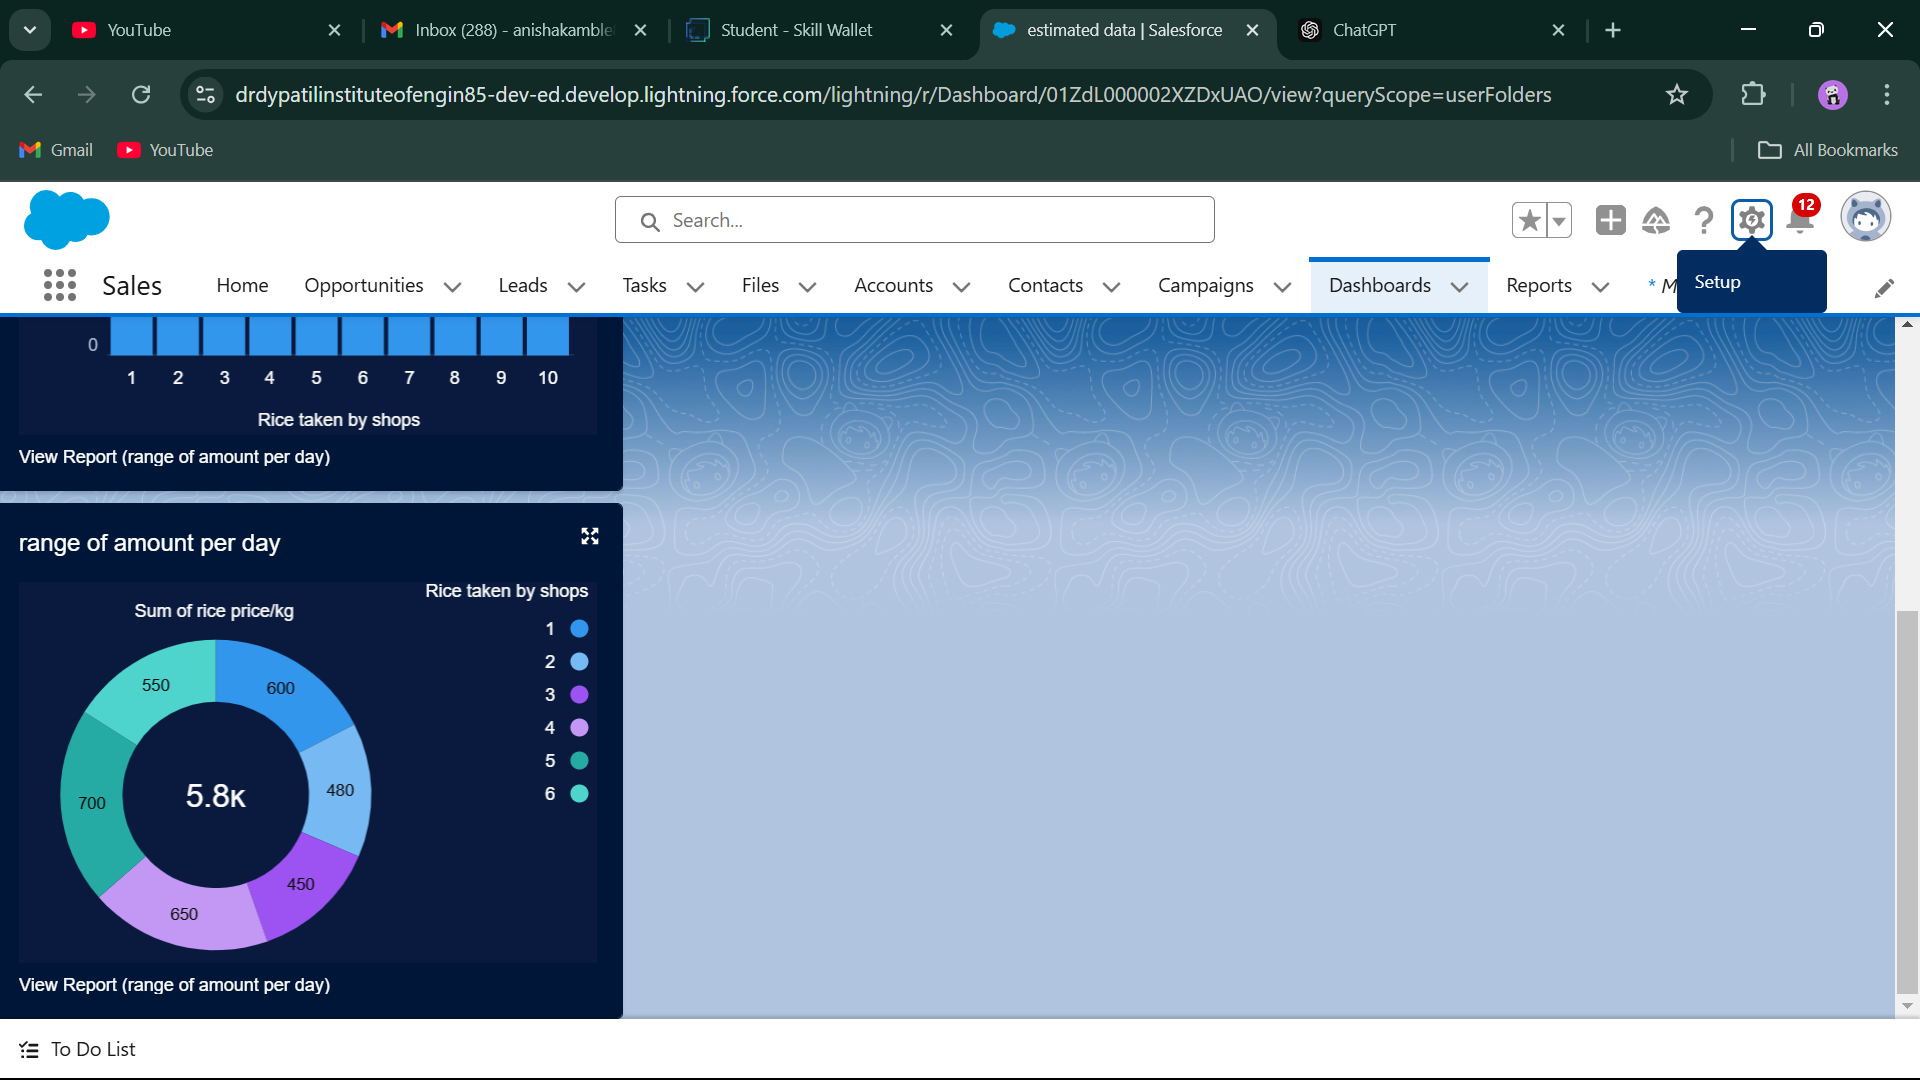 YouTube
Inbox (288) - anishakamble
Student - Skill Wallet
estimated data | Salesforce
ChatGPT
drdypatilinstituteofengin85-dev-ed.develop.lightning.force.com/lightning/r/Dashboard/01ZdL000002XZDxUAO/view?queryScope=userFolders
Gmail
YouTube
All Bookmarks
Search...
12
Sales
Home
Opportunities
Leads
Tasks
Files
Accounts
Contacts
Campaigns
Dashboards
Reports
* M
Setup
0
1 2 3 4 5 6 7 8 9 10
Rice taken by shops
View Report (range of amount per day)
range of amount per day
Rice taken by shops
Sum of rice price/kg
1
2
3
4
5
6
550
600
480
700
5.8K
450
650
View Report (range of amount per day)
To Do List